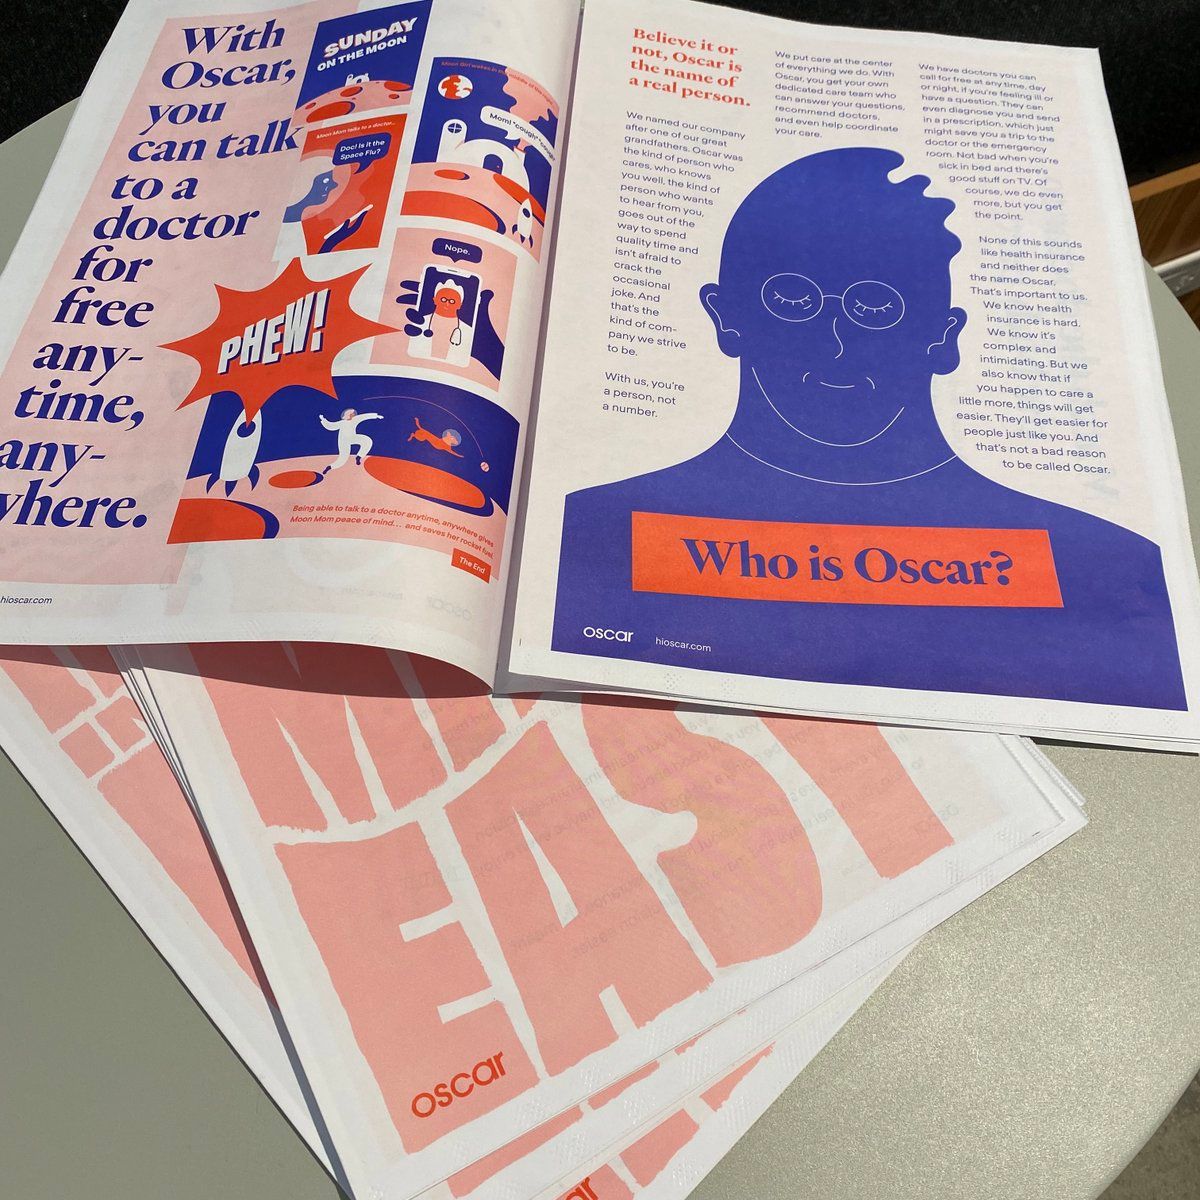 With
Oscar,
you
can talk
to a
doctor
for
free
any-
time,
any-
where.
SUNDAY
ON THE MOON
Moon Girl wakes in the middle of the night...
Mom! *cough* *cough*
Moon Mom talks to a doctor...
Doc! Is it the
Space Flu?
Nope.
PHEW!
Being able to talk to a doctor anytime, anywhere gives
Moon Mom peace of mind... and saves her rocket fuel.
The End
hioscar.com
Believe it or
not, Oscar is
the name of
a real person.
We named our company
after one of our great
grandfathers. Oscar was
the kind of person who
cares, who knows
you well, the kind of
person who wants
to hear from you,
goes out of the
way to spend
quality time and
isn't afraid to
crack the
occasional
joke. And
that's the
kind of com-
pany we strive
to be.
With us, you're
a person, not
a number.
We put care at the center
of everything we do. With
Oscar, you get your own
dedicated care team who
can answer your questions,
recommend doctors,
and even help coordinate
your care.
We have doctors you can
call for free at any time, day
or night, if you're feeling ill or
have a question. They can
even diagnose you and send
in a prescription, which just
might save you a trip to the
doctor or the emergency
room. Not bad when you're
sick in bed and there's
good stuff on TV. Of
course, we do even
more, but you get
the point.
None of this sounds
like health insurance
and neither does
the name Oscar.
That's important to us.
We know health
insurance is hard.
We know it's
complex and
intimidating. But we
also know that if
you happen to care a
little more, things will get
easier. They'll get easier for
people just like you. And
that's not a bad reason
to be called Oscar.
Who is Oscar?
oscar
hioscar.com
EAST
oscar